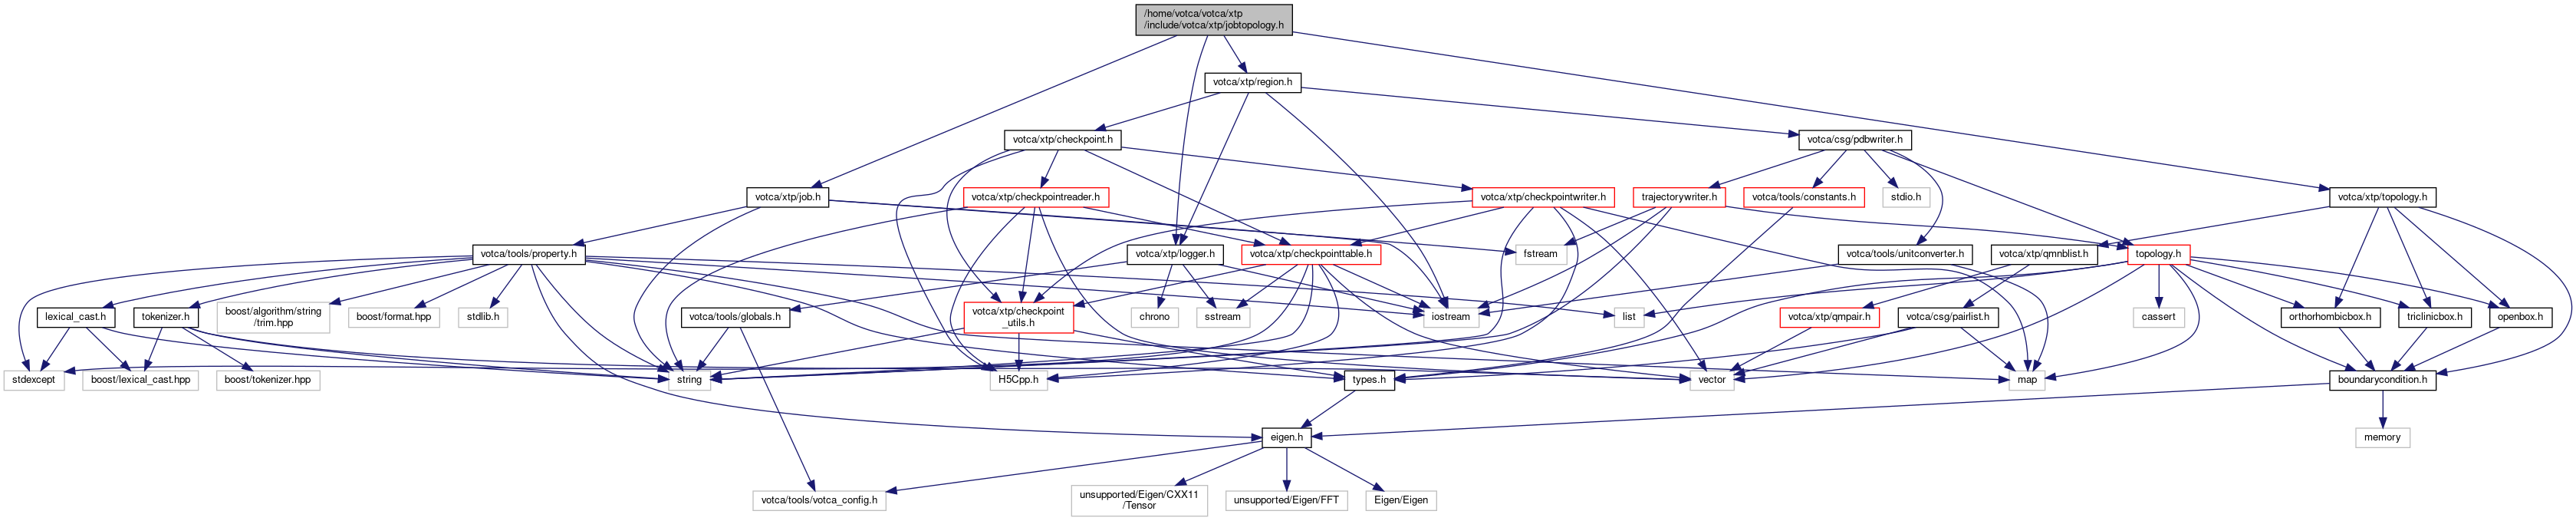 /home/votca/votca/xtp
/include/votca/xtp/jobtopology.h
votca/xtp/region.h
votca/xtp/checkpoint.h
votca/csg/pdbwriter.h
votca/xtp/job.h
votca/xtp/checkpointreader.h
votca/xtp/checkpointwriter.h
trajectorywriter.h
votca/tools/constants.h
stdio.h
votca/xtp/topology.h
votca/tools/property.h
votca/xtp/logger.h
votca/xtp/checkpointtable.h
fstream
votca/tools/unitconverter.h
votca/xtp/qmnblist.h
topology.h
lexical_cast.h
tokenizer.h
boost/algorithm/string
/trim.hpp
boost/format.hpp
stdlib.h
votca/tools/globals.h
votca/xtp/checkpoint
_utils.h
chrono
sstream
iostream
list
votca/xtp/qmpair.h
votca/csg/pairlist.h
cassert
orthorhombicbox.h
triclinicbox.h
openbox.h
stdexcept
boost/lexical_cast.hpp
boost/tokenizer.hpp
string
H5Cpp.h
types.h
vector
map
boundarycondition.h
eigen.h
memory
votca/tools/votca_config.h
unsupported/Eigen/CXX11
/Tensor
unsupported/Eigen/FFT
Eigen/Eigen